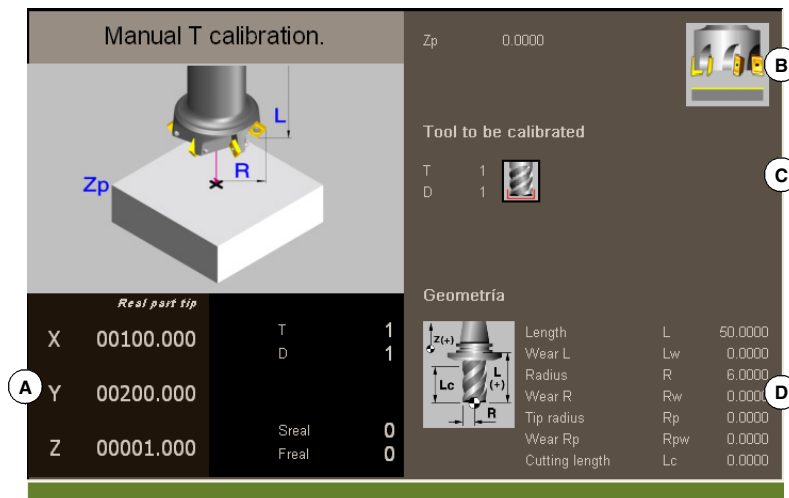 Manual T calibration.
L
R
Zp
Real part tip
X 00100.000
Y 00200.000
Z 00001.000
T 1
D 1
Sreal 0
Freal 0
A
Zp 0.0000
B
Tool to be calibrated
T 1
D 1
C
Geometría
Z(+)
Lc
L
(+)
R
Length L 50.0000
Wear L Lw 0.0000
Radius R 6.0000
Wear R Rw 0.0000
Tip radius Rp 0.0000
Wear Rp Rpw 0.0000
Cutting length Lc 0.0000
D